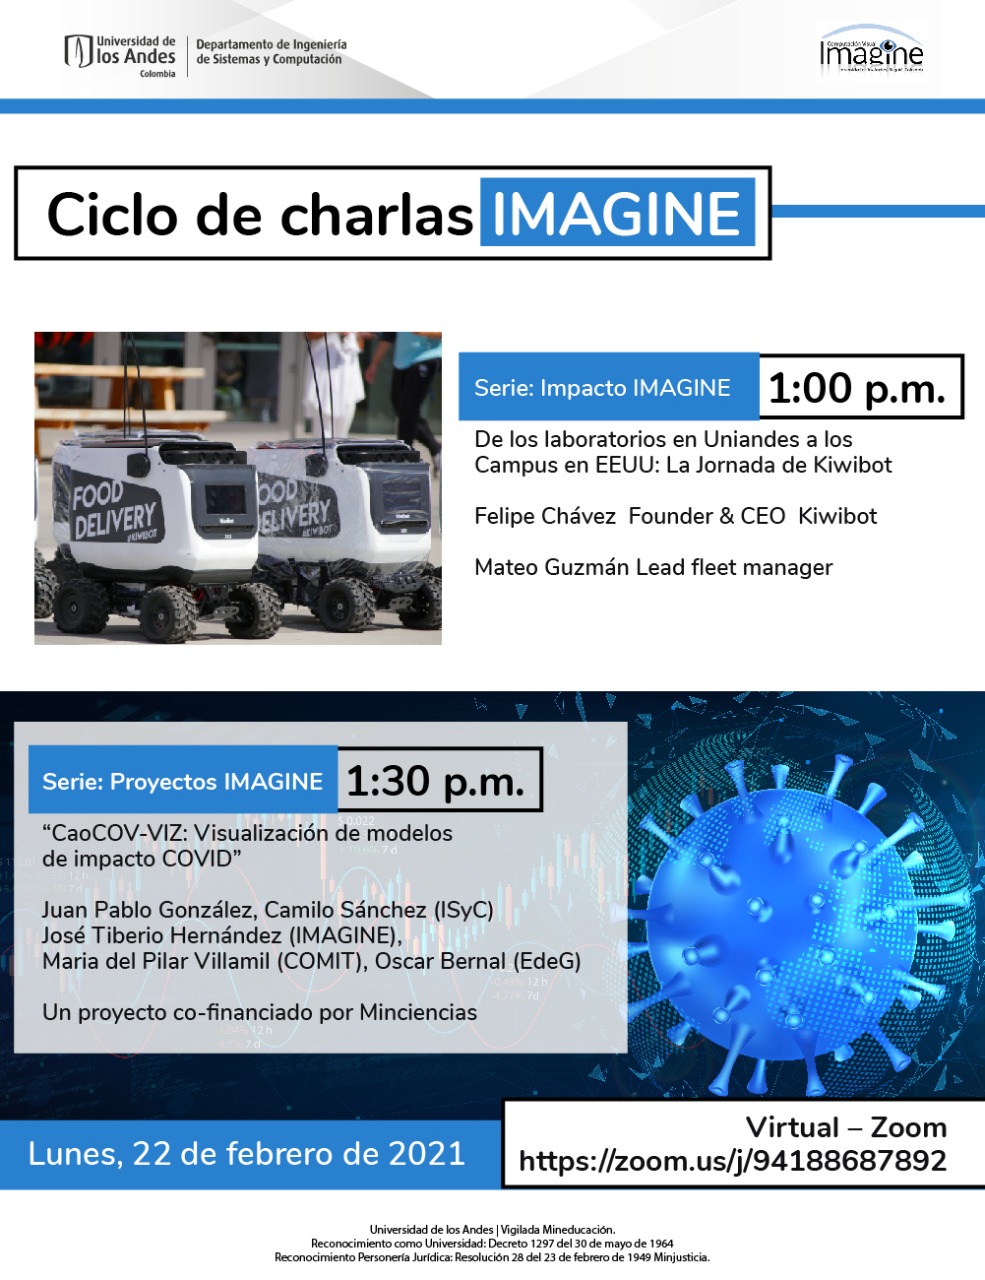 Universidad de
los Andes
Colombia
Departamento de Ingeniería
de Sistemas y Computación
Computación Visual
Imagine
Ciclo de charlas IMAGINE
FOOD
DELIVERY
@KIWIBOT
OOD
ELIVERY
@KIWIBOT
Serie: Impacto IMAGINE
1:00 p.m.
De los laboratorios en Uniandes a los
Campus en EEUU: La Jornada de Kiwibot
Felipe Chávez Founder & CEO Kiwibot
Mateo Guzmán Lead fleet manager
Serie: Proyectos IMAGINE
1:30 p.m.
“CaoCOV-VIZ: Visualización de modelos
de impacto COVID”
Juan Pablo González, Camilo Sánchez (ISyC)
José Tiberio Hernández (IMAGINE),
Maria del Pilar Villamil (COMIT), Oscar Bernal (EdeG)
Un proyecto co-financiado por Minciencias
Lunes, 22 de febrero de 2021
Virtual – Zoom
https://zoom.us/j/94188687892
Universidad de los Andes | Vigilada Mineducación.
Reconocimiento como Universidad: Decreto 1297 del 30 de mayo de 1964
Reconocimiento Personería Jurídica: Resolución 28 del 23 de febrero de 1949 Minjusticia.